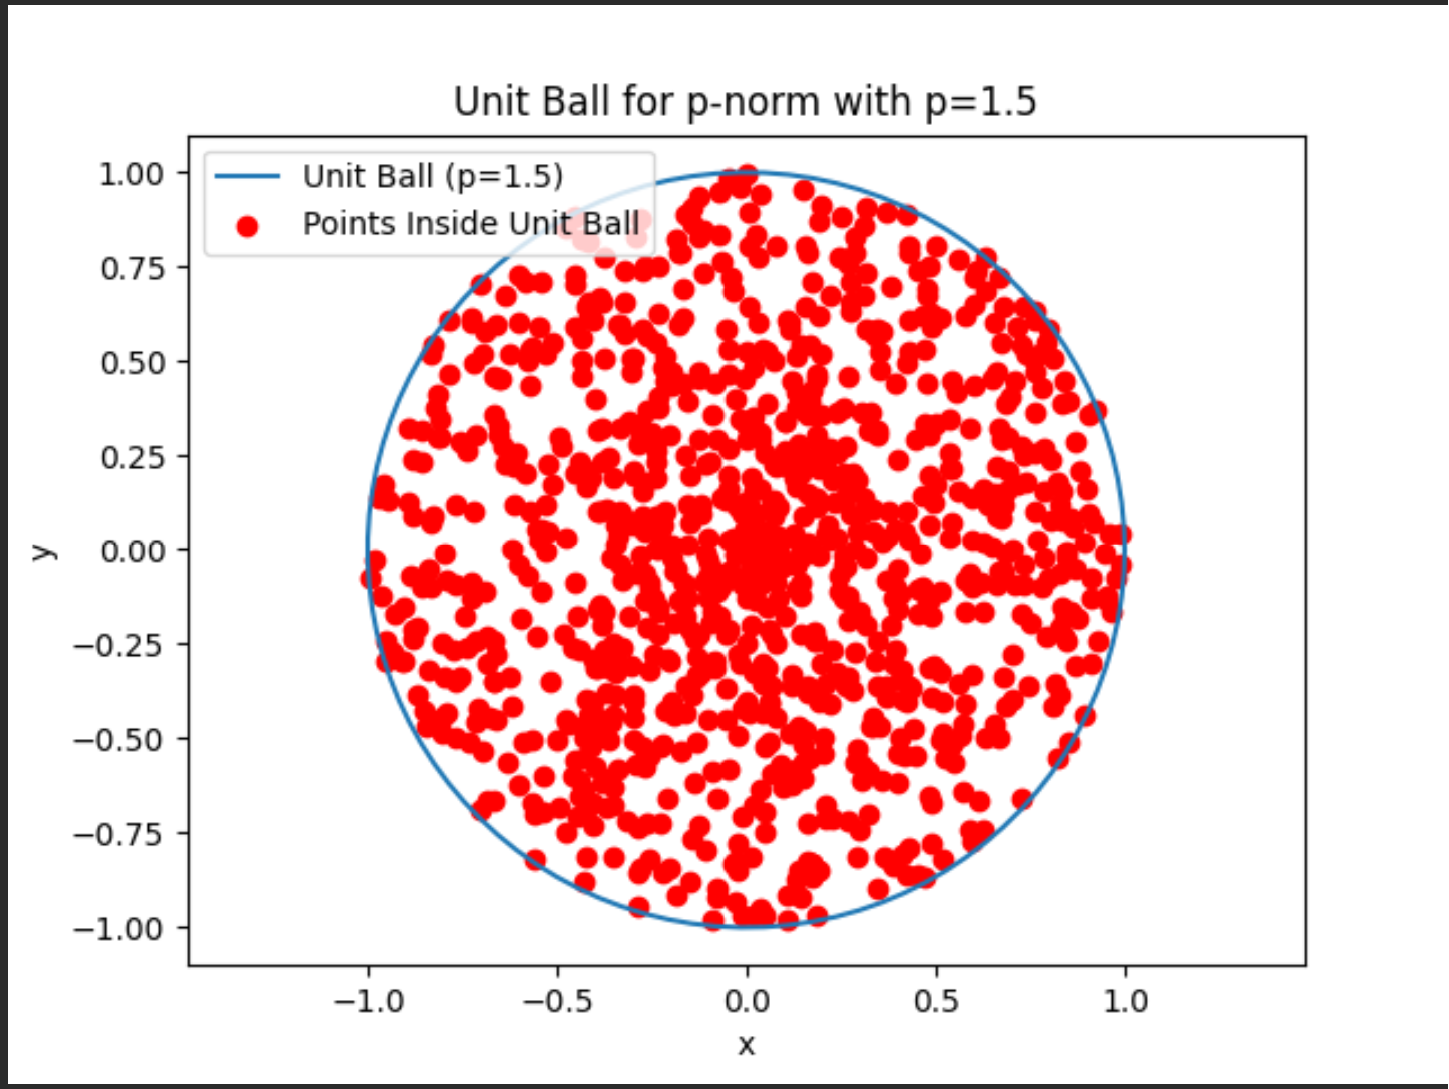 Unit Ball for p-norm with p=1.5
Unit Ball (p=1.5)
Points Inside Unit Ball
1.00
0.75
0.50
0.25
0.00
−0.25
−0.50
−0.75
−1.00
y
−1.0 −0.5 0.0 0.5 1.0
x